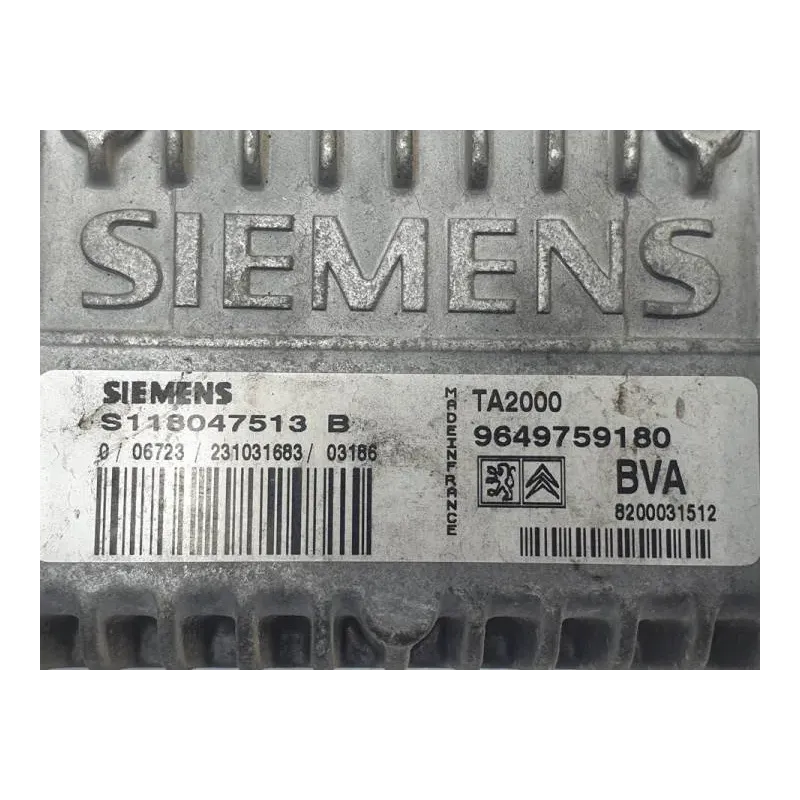 SIEMENS
SIEMENS
S118047513 B
0 / 06723 / 231031683 / 03186
MADE IN FRANCE
TA2000
9649759180
BVA
8200031512